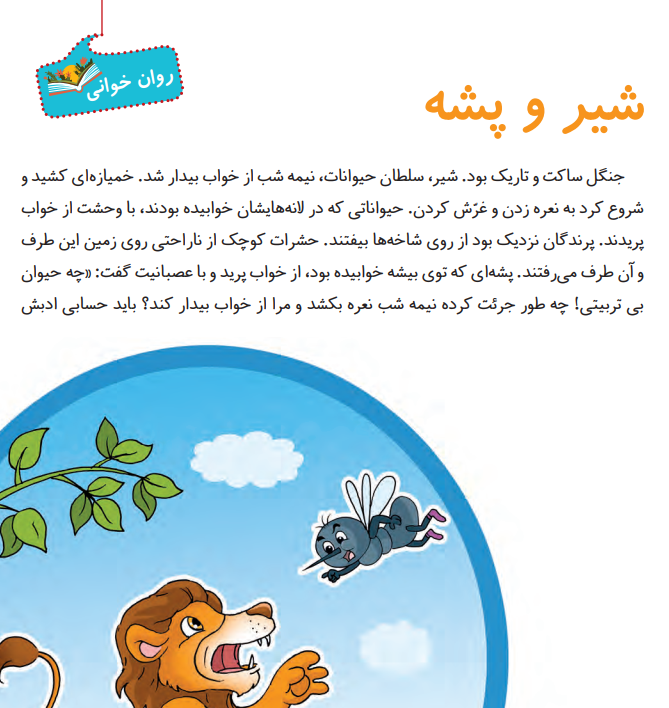 روان خوانی
شیر و پشه
جنگل ساکت و تاریک بود. شیر، سلطان حیوانات، نیمه شب از خواب بیدار شد. خمیازه‌ای کشید و
شروع کرد به نعره زدن و غرّش کردن. حیواناتی که در لانه‌هایشان خوابیده بودند، با وحشت از خواب
پریدند. پرندگان نزدیک بود از روی شاخه‌ها بیفتند. حشرات کوچک از ناراحتی روی زمین این طرف
و آن طرف می‌رفتند. پشه‌ای که توی بیشه خوابیده بود، از خواب پرید و با عصبانیت گفت: «چه حیوان
بی تربیتی! چه طور جرئت کرده نیمه شب نعره بکشد و مرا از خواب بیدار کند؟ باید حسابی ادبش